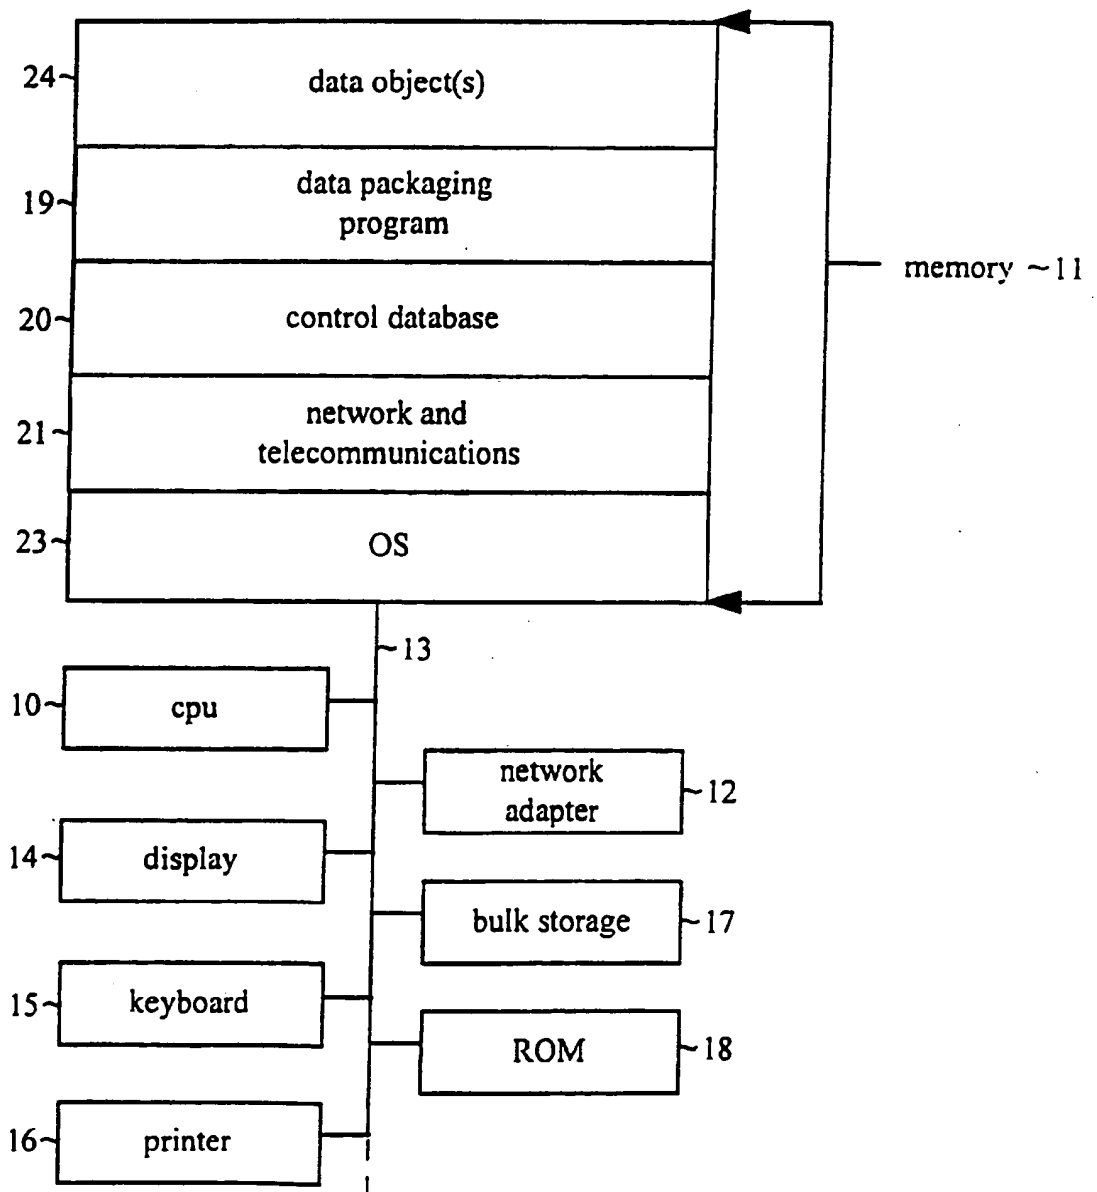 24~ data object(s)
19~ data packaging
program
memory ~11
20~ control database
21~ network and
telecommunications
23~ OS
~13
10~ cpu
network
adapter ~12
14~ display
bulk storage ~17
15~ keyboard
ROM ~18
16~ printer